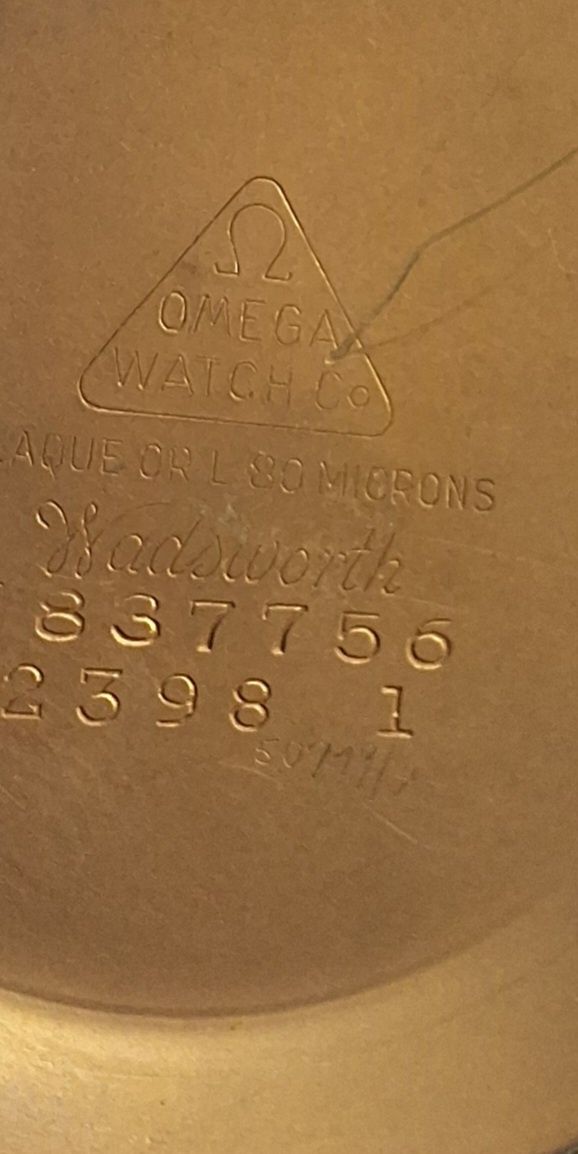 Ω
OMEGA
WATCH Co
LAQUE OR L 80 MICRONS
Wadsworth
837756
2398 1